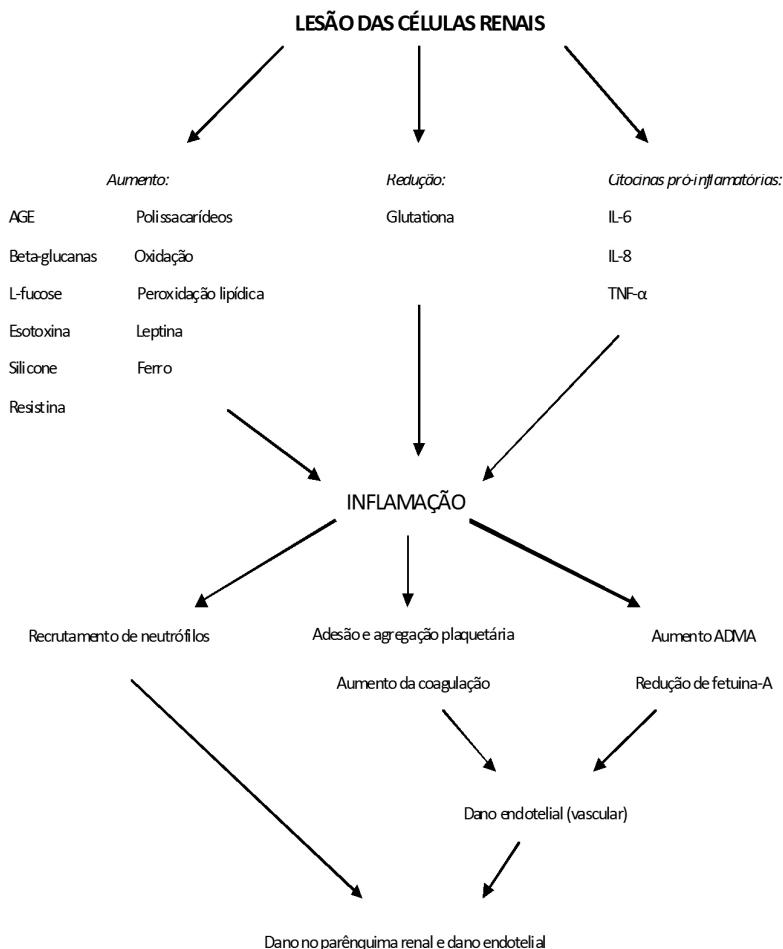 LESÃO DAS CÉLULAS RENAIS
Aumento: Redução: Citocinas pró-inflamatórias:
AGE Polissacarídeos Glutationa IL-6
Beta-glucanas Oxidação IL-8
L-fucose Peroxidação lipídica TNF-α
Esotoxina Leptina
Silicone Ferro
Resistina
INFLAMAÇÃO
Recrutamento de neutrófilos Adesão e agregação plaquetária Aumento ADMA
Aumento da coagulação Redução de fetuina-A
Dano endotelial (vascular)
Dano no parênquima renal e dano endotelial